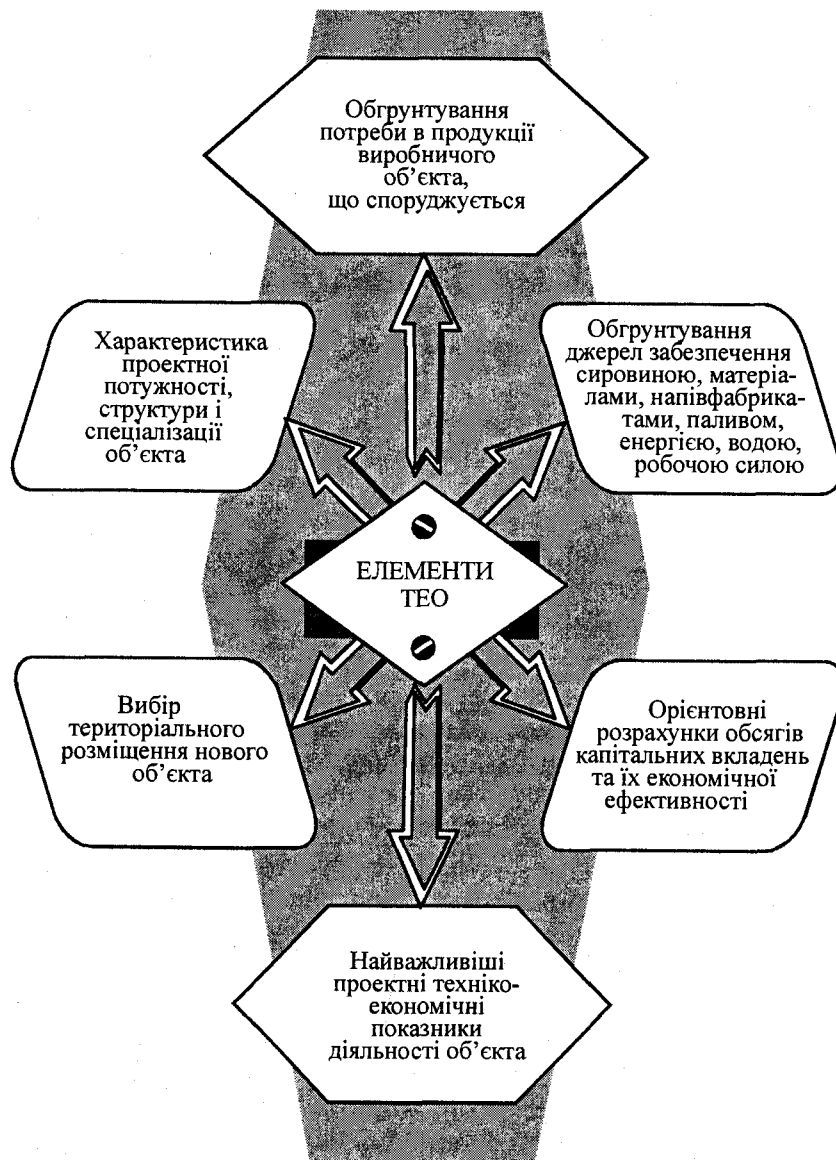 Обгрунтування
потреби в продукції
виробничого
об’єкта,
що споруджується
Характеристика
проектної
потужності,
структури і
спеціалізації
об’єкта
Обгрунтування
джерел забезпечення
сировиною, матеріа-
лами, напівфабрика-
тами, паливом,
енергією, водою,
робочою силою
ЕЛЕМЕНТИ
ТЕО
Вибір
територіального
розміщення нового
об’єкта
Орієнтовні
розрахунки обсягів
капітальних вкладень
та їх економічної
ефективності
Найважливіші
проектні техніко-
економічні
показники
діяльності об’єкта